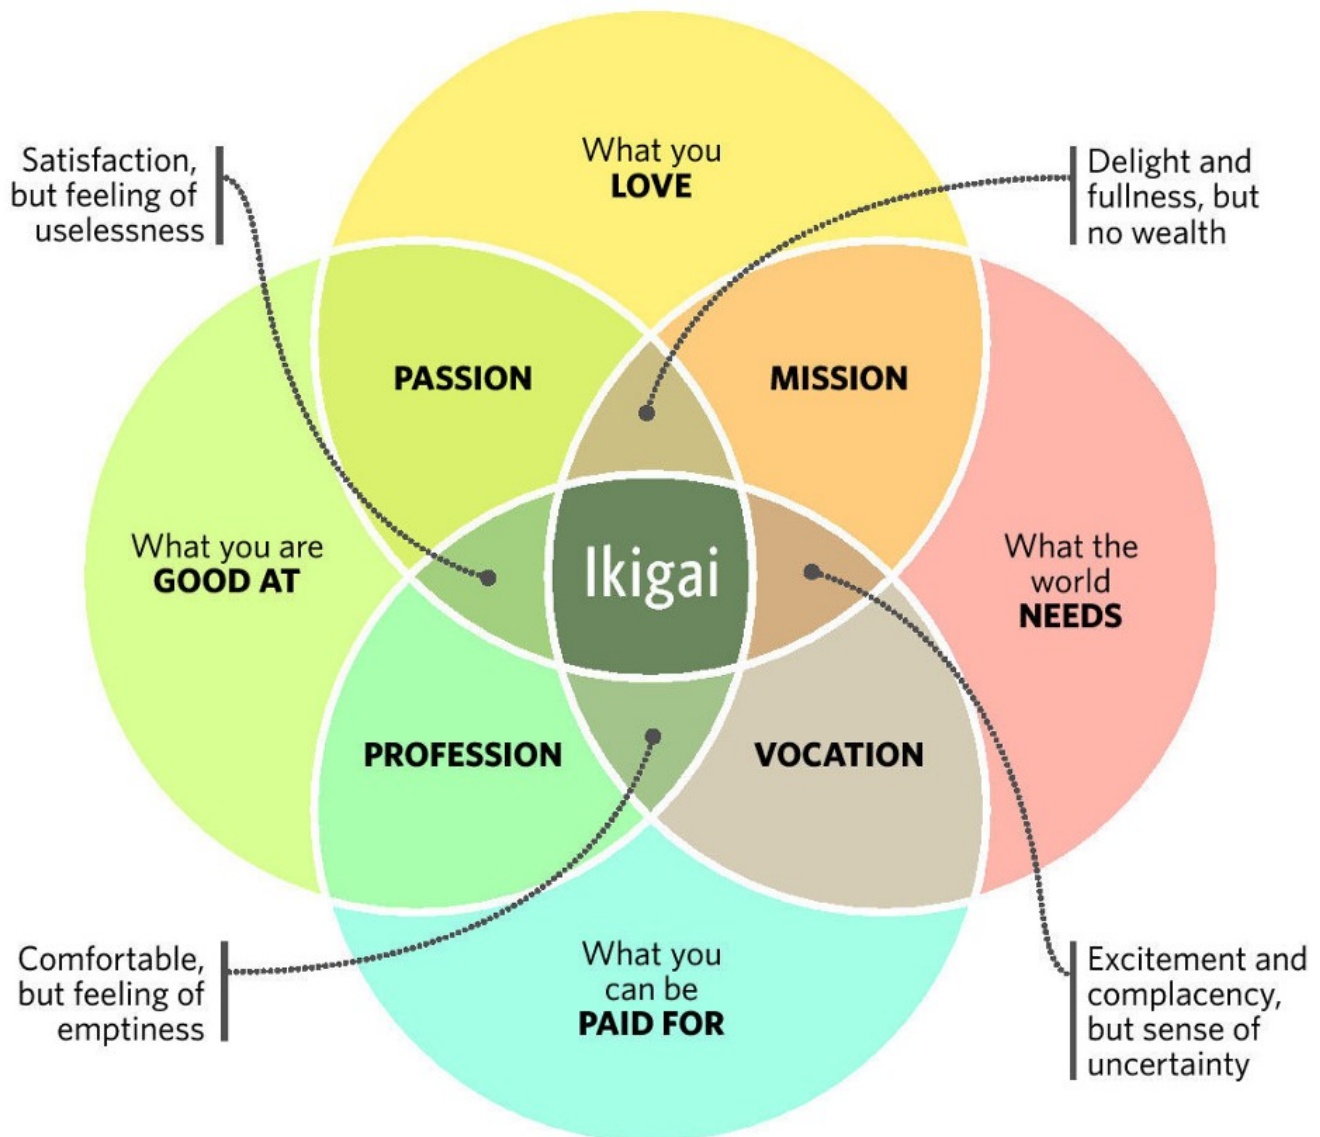 What you
LOVE
Satisfaction,
but feeling of
uselessness
Delight and
fullness, but
no wealth
PASSION
MISSION
What you are
GOOD AT
Ikigai
What the
world
NEEDS
PROFESSION
VOCATION
What you
can be
PAID FOR
Comfortable,
but feeling of
emptiness
Excitement and
complacency,
but sense of
uncertainty